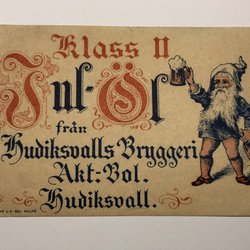 Klass II
Jul-Öl
från
Hudiksvalls Bryggeri
Akt.-Bol.
Hudiksvall.